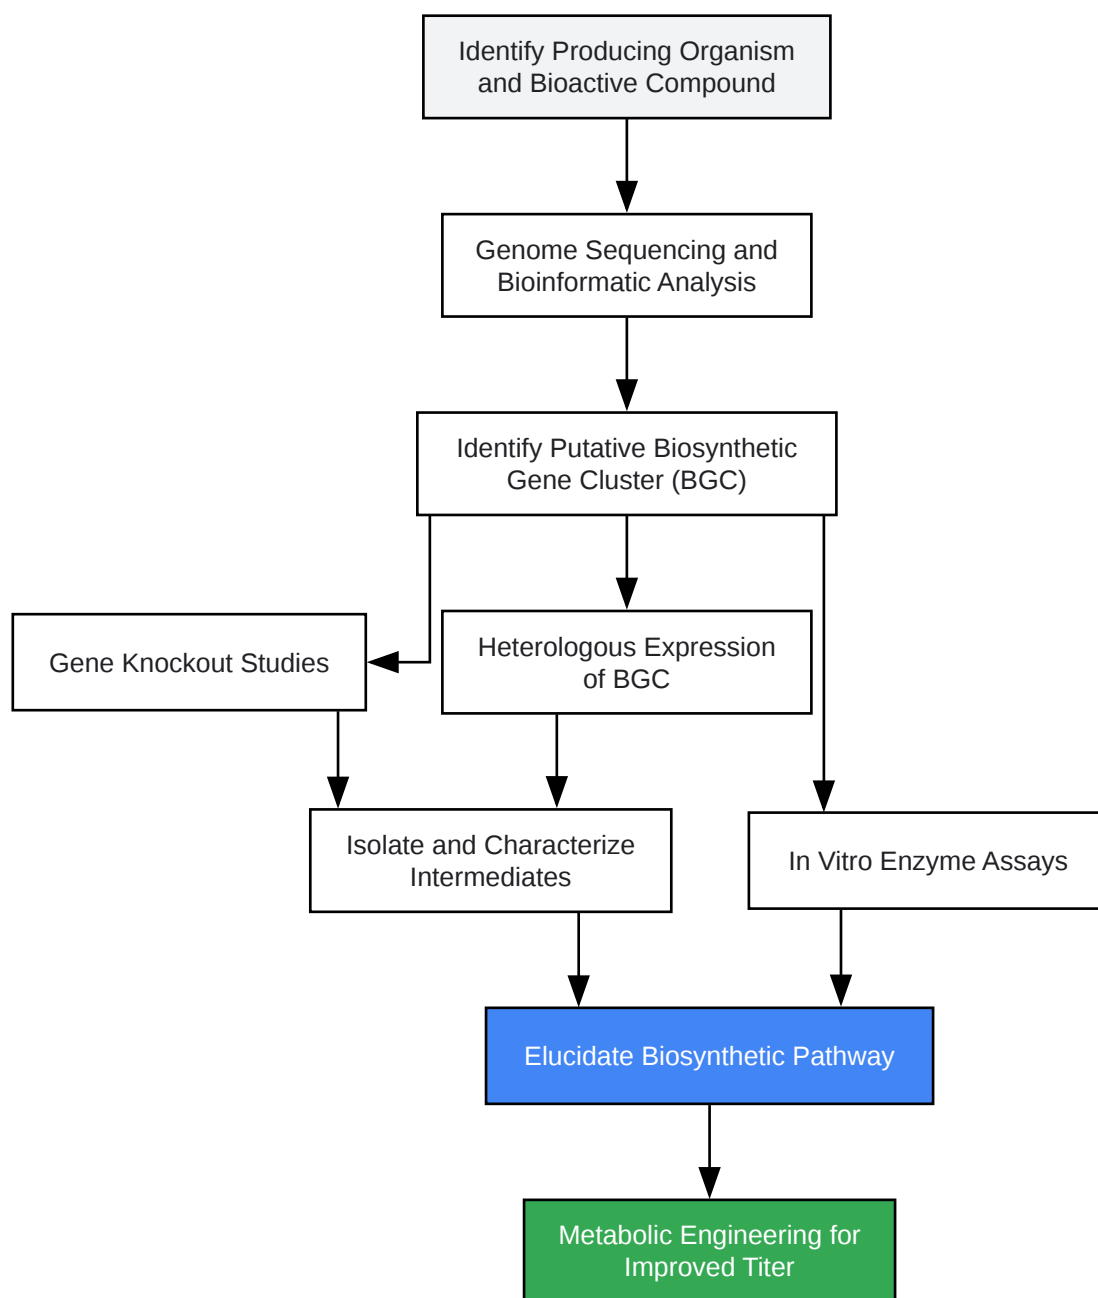 Identify Producing Organism
and Bioactive Compound
Genome Sequencing and
Bioinformatic Analysis
Identify Putative Biosynthetic
Gene Cluster (BGC)
Gene Knockout Studies
Heterologous Expression
of BGC
Isolate and Characterize
Intermediates
In Vitro Enzyme Assays
Elucidate Biosynthetic Pathway
Metabolic Engineering for
Improved Titer